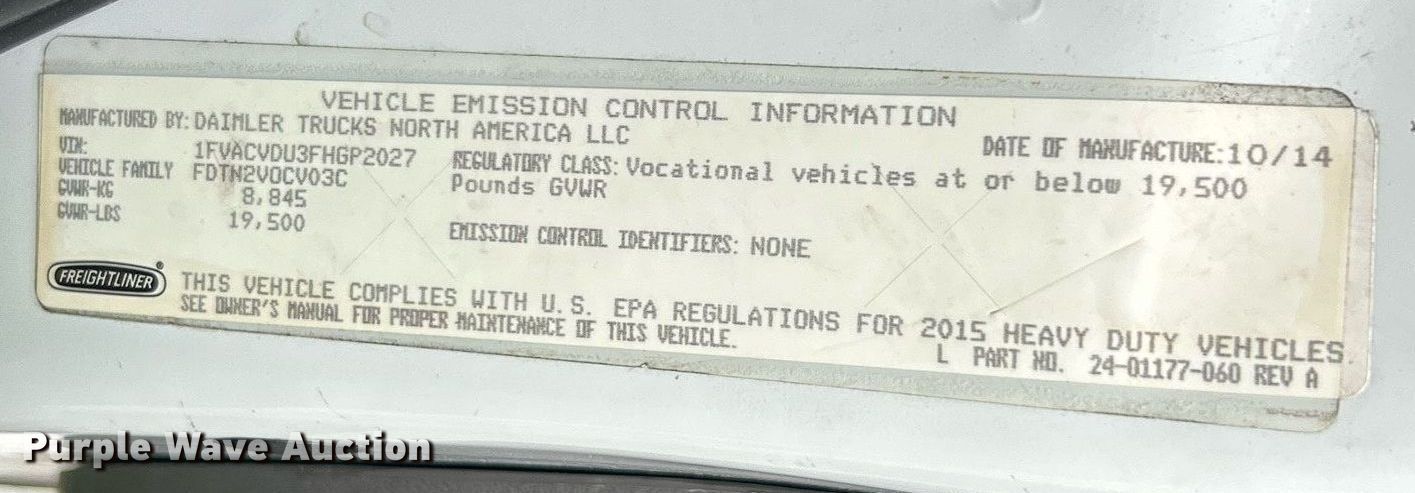 VEHICLE EMISSION CONTROL INFORMATION
MANUFACTURED BY: DAIMLER TRUCKS NORTH AMERICA LLC
DATE OF MANUFACTURE: 10/14
VIN: 1FVACVDU3FHGP2027
REGULATORY CLASS: Vocational vehicles at or below 19,500
VEHICLE FAMILY FDTN2VOCV03C
Pounds GVWR
GVWR-KG 8,845
GVWR-LBS 19,500
EMISSION CONTROL IDENTIFIERS: NONE
FREIGHTLINER®
THIS VEHICLE COMPLIES WITH U.S. EPA REGULATIONS FOR 2015 HEAVY DUTY VEHICLES.
SEE OWNER'S MANUAL FOR PROPER MAINTENANCE OF THIS VEHICLE.
L PART NO. 24-01177-060 REV A
Purple Wave Auction